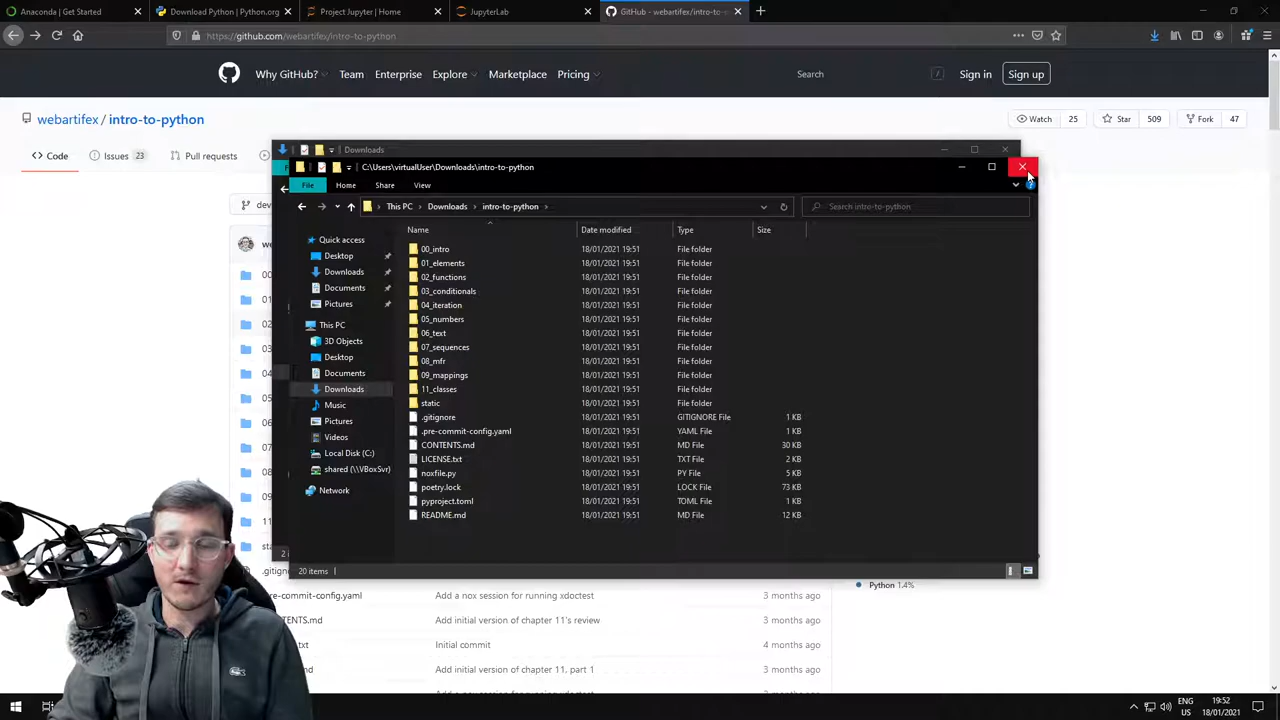 Anaconda | Get Started
Download Python | Python.org
Project Jupyter | Home
JupyterLab
GitHub - webartifex/intro-to-
https://github.com/webartifex/intro-to-python
Why GitHub? Team Enterprise Explore Marketplace Pricing Search / Sign in Sign up
webartifex / intro-to-python
Watch 25 Star 509 Fork 47
Code Issues 23 Pull requests
Downloads
C:\Users\virtualUser\Downloads\intro-to-python
File Home Share View
This PC Downloads intro-to-python Search intro-to-python
Name Date modified Type Size
Quick access
Desktop
Downloads
Documents
Pictures
This PC
3D Objects
Desktop
Documents
Downloads
Music
Pictures
Videos
Local Disk (C:)
shared (\\VBoxSvr)
Network
00_intro 18/01/2021 19:51 File folder
01_elements 18/01/2021 19:51 File folder
02_functions 18/01/2021 19:51 File folder
03_conditionals 18/01/2021 19:51 File folder
04_iteration 18/01/2021 19:51 File folder
05_numbers 18/01/2021 19:51 File folder
06_text 18/01/2021 19:51 File folder
07_sequences 18/01/2021 19:51 File folder
08_mfr 18/01/2021 19:51 File folder
09_mappings 18/01/2021 19:51 File folder
11_classes 18/01/2021 19:51 File folder
static 18/01/2021 19:51 File folder
.gitignore 18/01/2021 19:51 GITIGNORE File 1 KB
.pre-commit-config.yaml 18/01/2021 19:51 YAML File 1 KB
CONTENTS.md 18/01/2021 19:51 MD File 30 KB
LICENSE.txt 18/01/2021 19:51 TXT File 2 KB
noxfile.py 18/01/2021 19:51 PY File 5 KB
poetry.lock 18/01/2021 19:51 LOCK File 73 KB
pyproject.toml 18/01/2021 19:51 TOML File 1 KB
README.md 18/01/2021 19:51 MD File 12 KB
20 items
Python 1.4%
re-commit-config.yaml Add a nox session for running xdoctest 3 months ago
TENTS.md Add initial version of chapter 11's review 3 months ago
Initial commit 4 months ago
Add initial version of chapter 11, part 1 3 months ago
ENG 19:52
US 18/01/2021